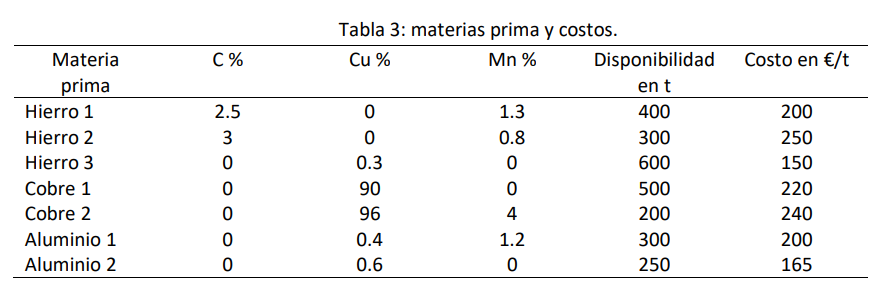 Tabla 3: materias prima y costos.
Materia prima C % Cu % Mn % Disponibilidad en t Costo en €/t
Hierro 1 2.5 0 1.3 400 200
Hierro 2 3 0 0.8 300 250
Hierro 3 0 0.3 0 600 150
Cobre 1 0 90 0 500 220
Cobre 2 0 96 4 200 240
Aluminio 1 0 0.4 1.2 300 200
Aluminio 2 0 0.6 0 250 165